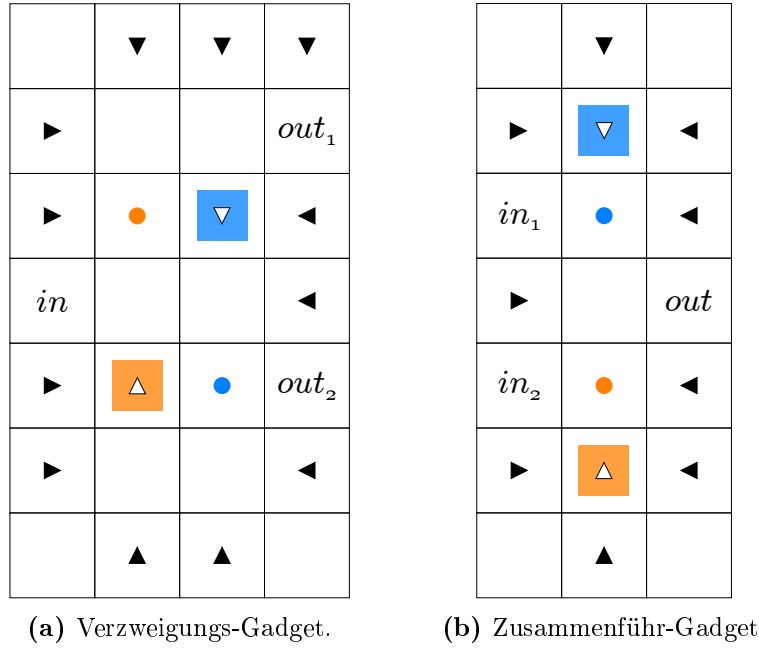 out₁
in
out₂
in₁
out
in₂
(a) Verzweigungs-Gadget.
(b) Zusammenführ-Gadget